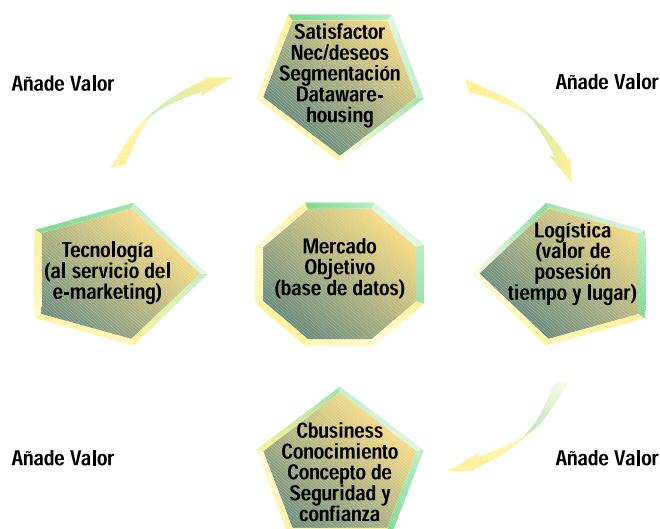 Satisfactor
Nec/deseos
Segmentación
Dataware-
housing
Añade Valor
Añade Valor
Tecnología
(al servicio del
e-marketing)
Mercado
Objetivo
(base de datos)
Logística
(valor de
posesión
tiempo y lugar)
Cbusiness
Conocimiento
Concepto de
Seguridad y
confianza
Añade Valor
Añade Valor